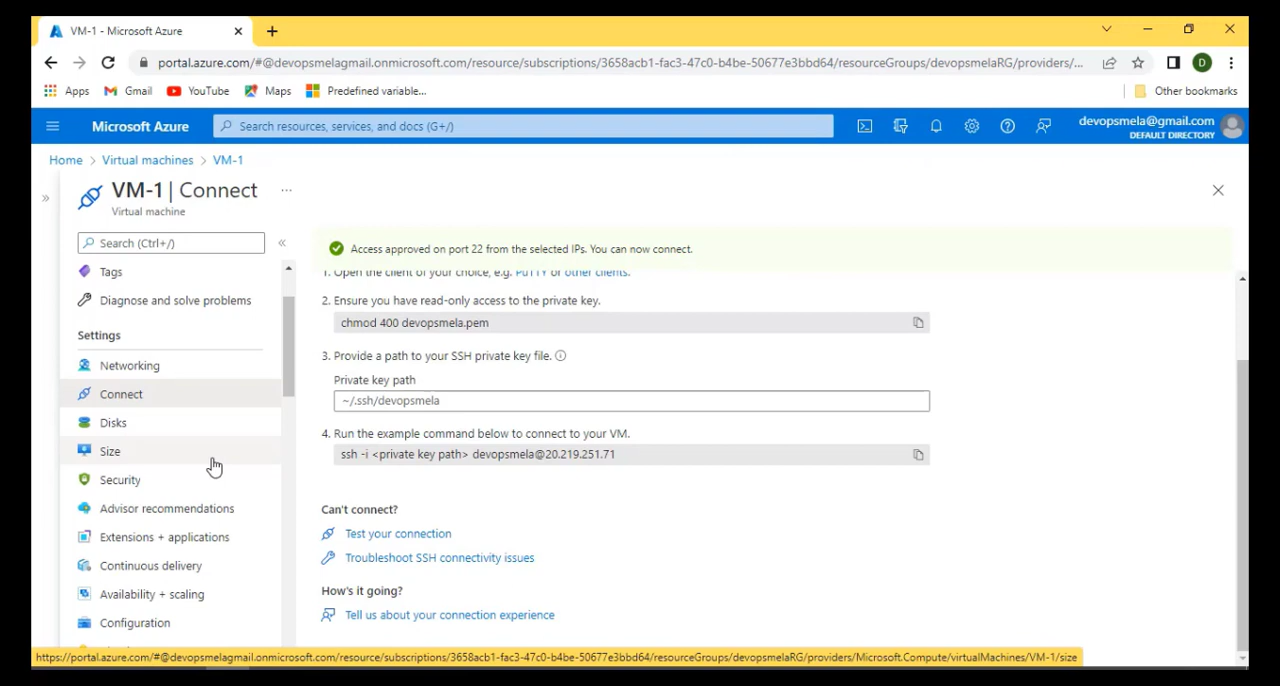 VM-1 - Microsoft Azure
portal.azure.com/#@devopsmelagmail.onmicrosoft.com/resource/subscriptions/3658acb1-fac3-47c0-b4be-50677e3bbd64/resourceGroups/devopsmelaRG/providers/...
D
Apps Gmail YouTube Maps Predefined variable... Other bookmarks
Microsoft Azure
Search resources, services, and docs (G+/)
devopsmela@gmail.com
DEFAULT DIRECTORY
Home > Virtual machines > VM-1
VM-1 | Connect ...
Virtual machine
Search (Ctrl+/)
Tags
Diagnose and solve problems
Settings
Networking
Connect
Disks
Size
Security
Advisor recommendations
Extensions + applications
Continuous delivery
Availability + scaling
Configuration
Access approved on port 22 from the selected IPs. You can now connect.
1. Open the client of your choice, e.g. PuTTY or other clients.
2. Ensure you have read-only access to the private key.
chmod 400 devopsmela.pem
3. Provide a path to your SSH private key file.
Private key path
~/.ssh/devopsmela
4. Run the example command below to connect to your VM.
ssh -i <private key path> devopsmela@20.219.251.71
Can't connect?
Test your connection
Troubleshoot SSH connectivity issues
How's it going?
Tell us about your connection experience
https://portal.azure.com/#@devopsmelagmail.onmicrosoft.com/resource/subscriptions/3658acb1-fac3-47c0-b4be-50677e3bbd64/resourceGroups/devopsmelaRG/providers/Microsoft.Compute/virtualMachines/VM-1/size